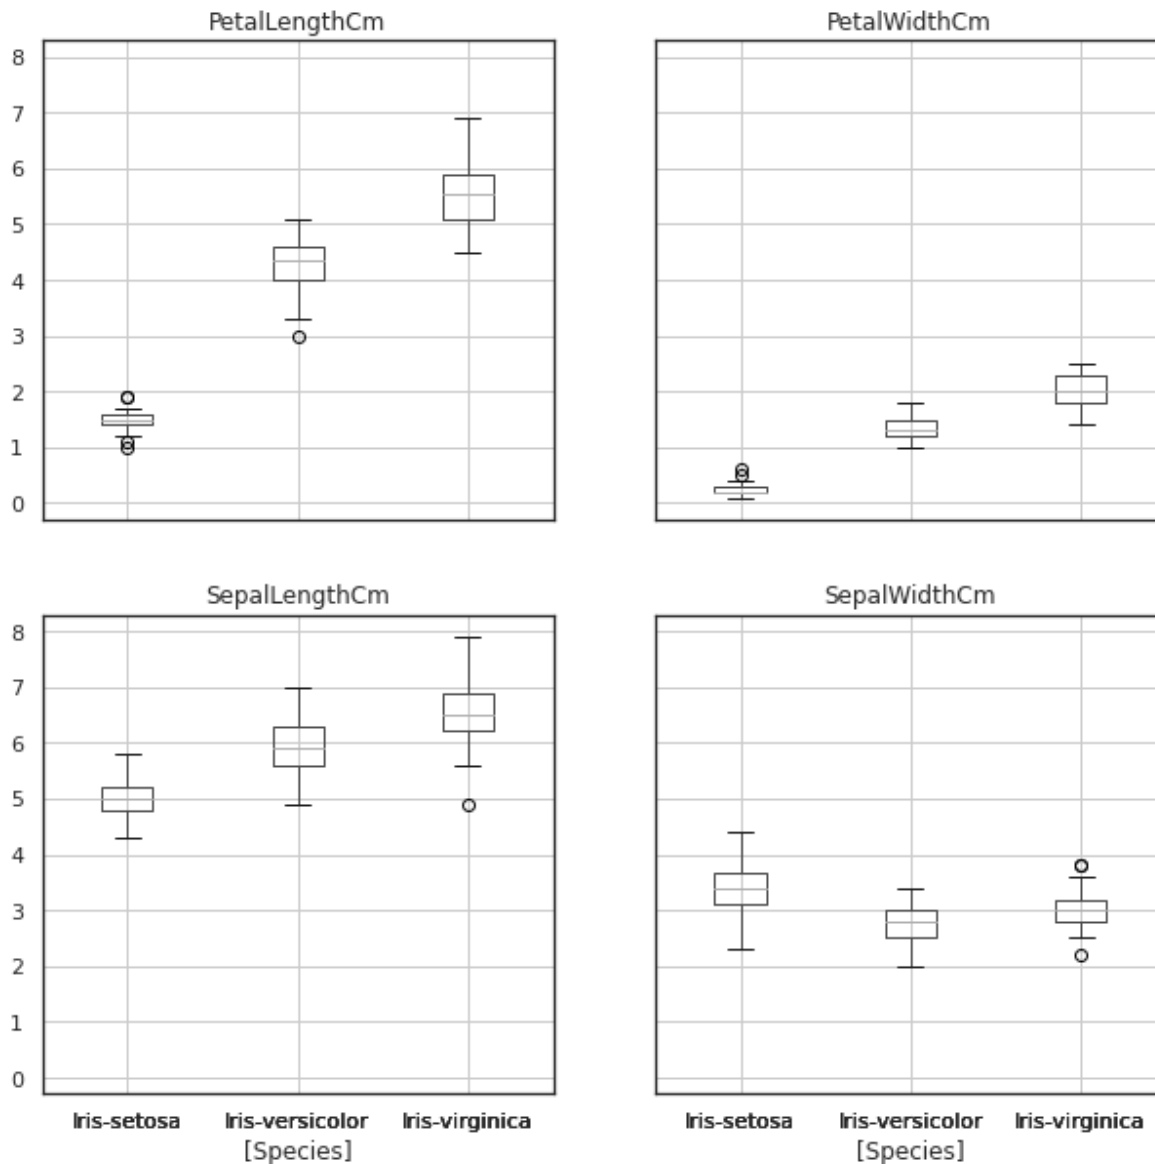 PetalLengthCm
PetalWidthCm
8
7
6
5
4
3
2
1
0
SepalLengthCm
SepalWidthCm
8
7
6
5
4
3
2
1
0
Iris-setosa Iris-versicolor Iris-virginica
Iris-setosa Iris-versicolor Iris-virginica
[Species]
[Species]